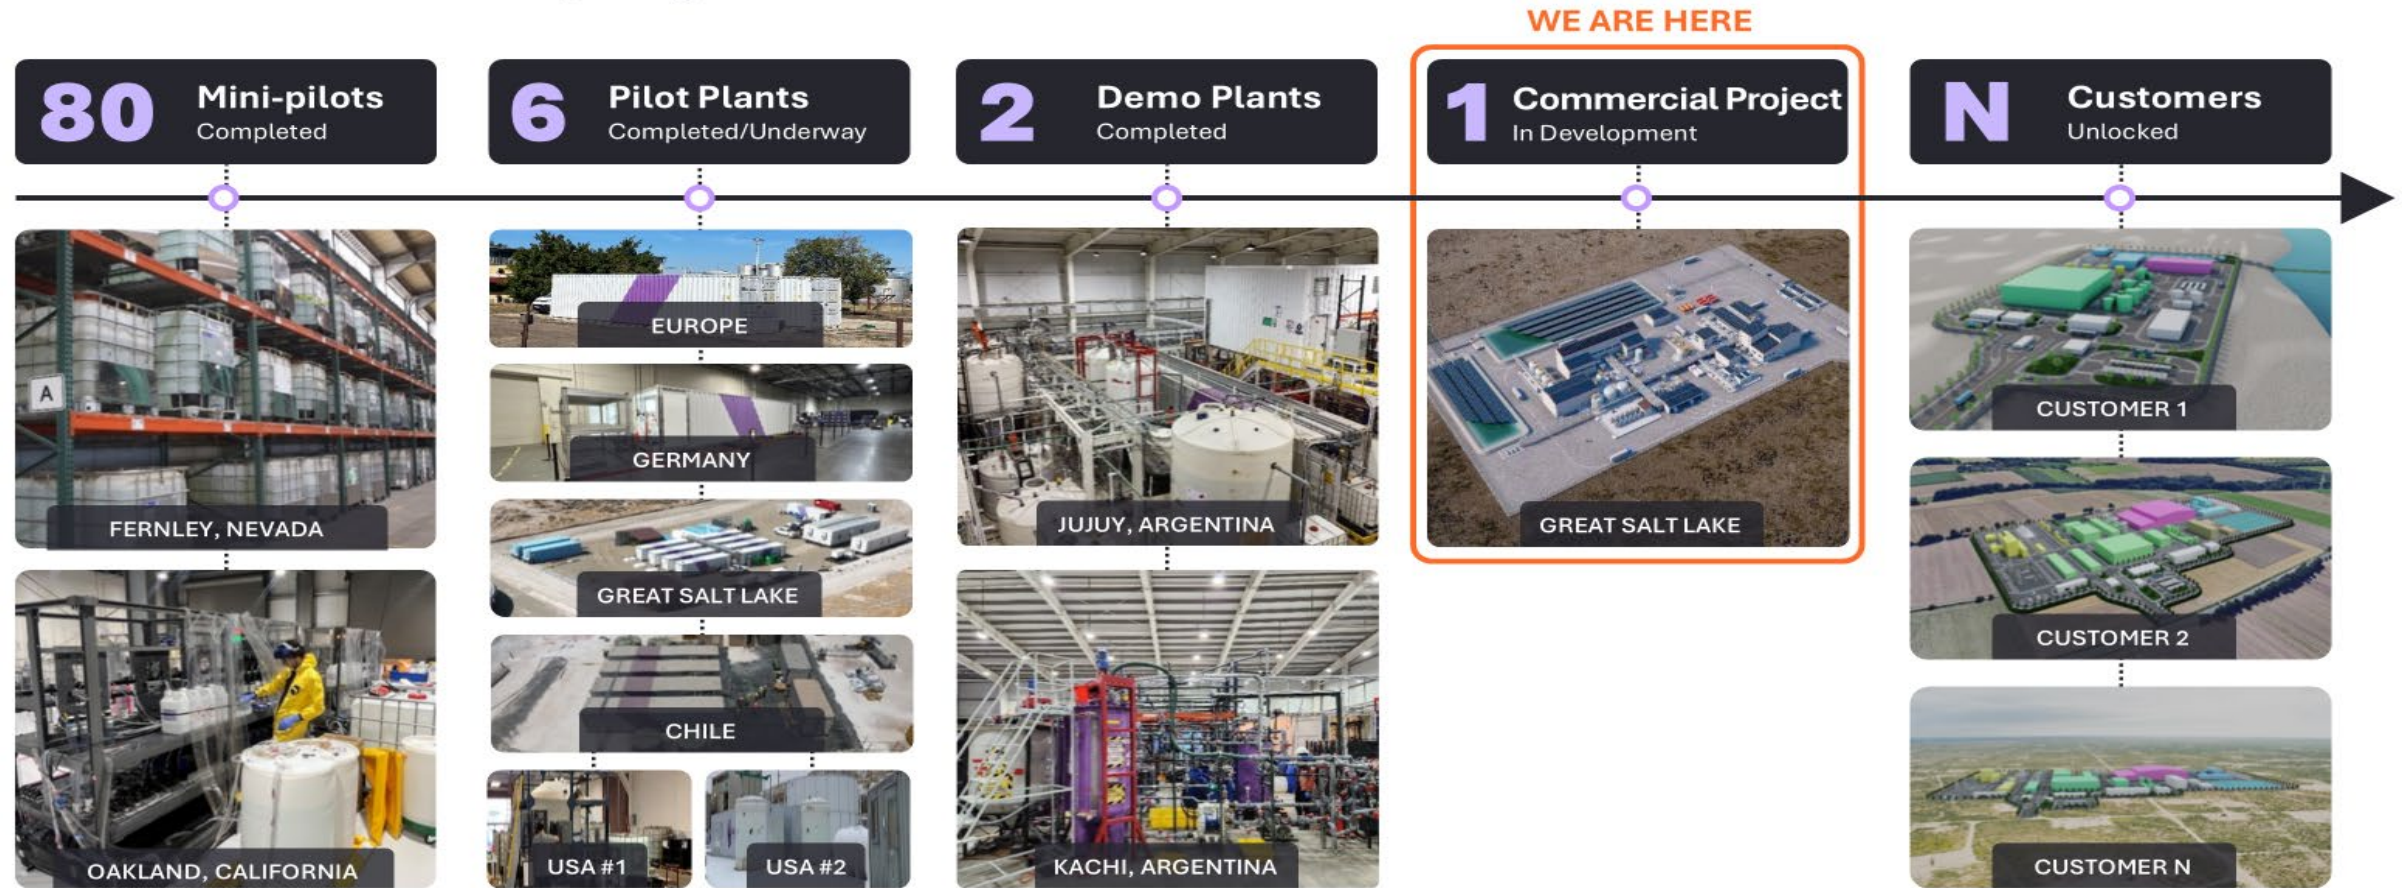 WE ARE HERE
80
Mini-pilots
Completed
6
Pilot Plants
Completed/Underway
2
Demo Plants
Completed
1
Commercial Project
In Development
N
Customers
Unlocked
A
FERNLEY, NEVADA
OAKLAND, CALIFORNIA
EUROPE
GERMANY
GREAT SALT LAKE
CHILE
USA #1
USA #2
JUJUY, ARGENTINA
KACHI, ARGENTINA
GREAT SALT LAKE
CUSTOMER 1
CUSTOMER 2
CUSTOMER N